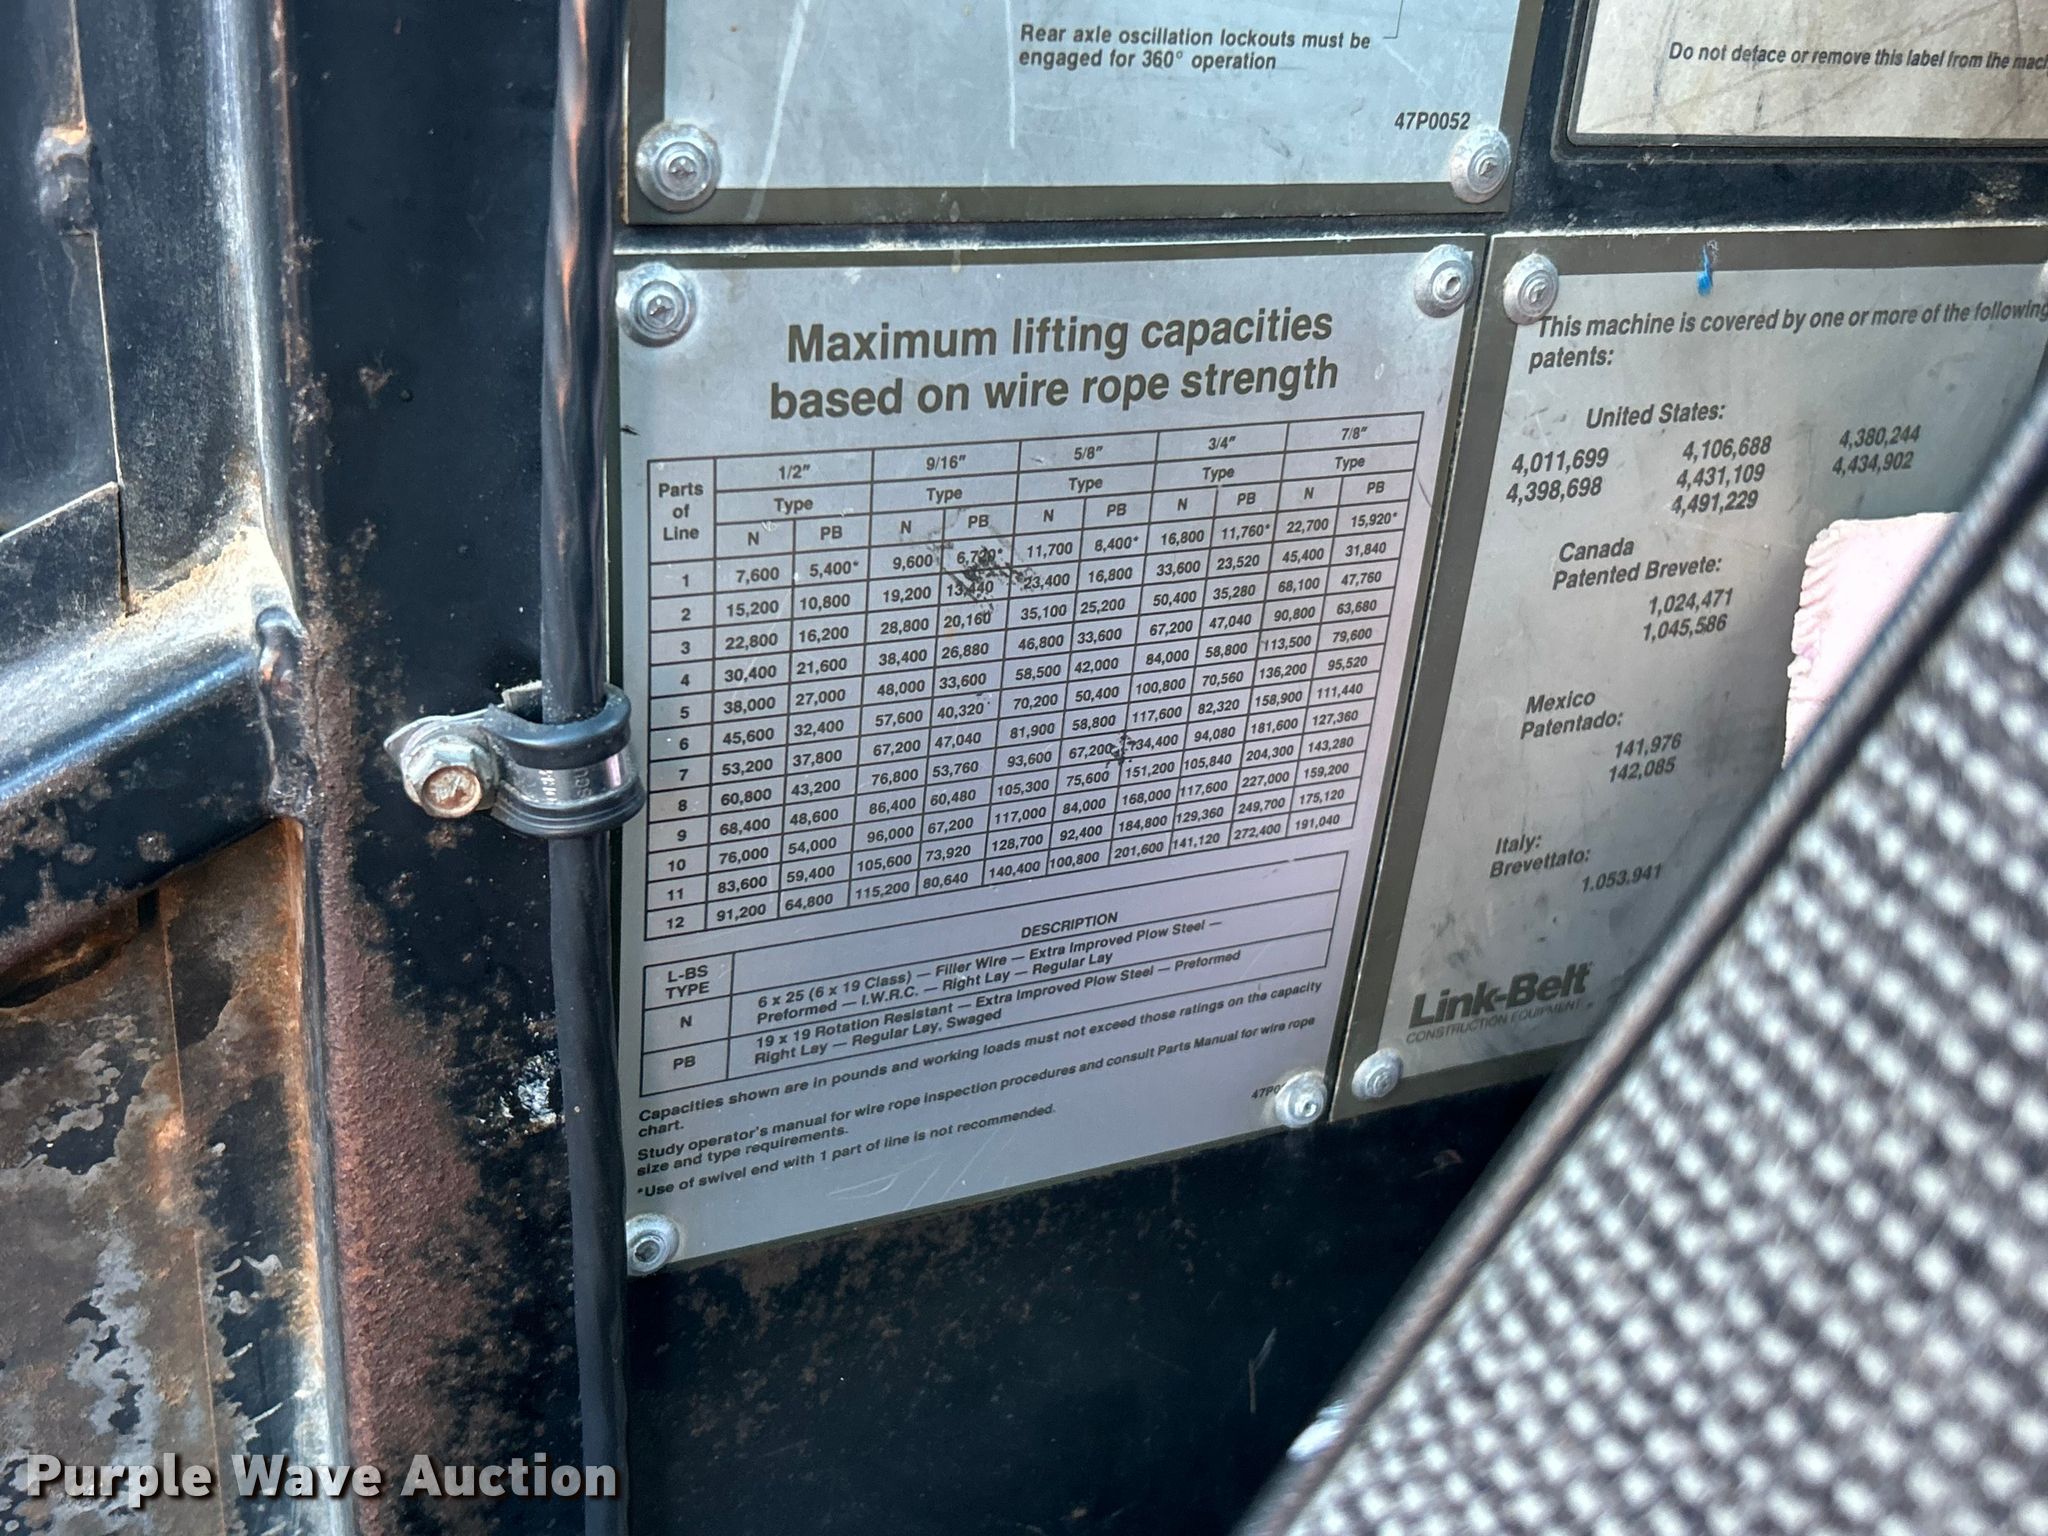 Rear axle oscillation lockouts must be
engaged for 360° operation
47P0052
Do not deface or remove this label from the
Maximum lifting capacities
based on wire rope strength
Parts of Line 1/2" 9/16" 5/8" 3/4" 7/8"
Type Type Type Type Type
N PB N PB N PB N PB N PB
1 7,600 5,400* 9,600 6,720* 11,700 8,400* 16,800 11,760* 22,700 15,920*
2 15,200 10,800 19,200 13,440 23,400 16,800 33,600 23,520 45,400 31,840
3 22,800 16,200 28,800 20,160 35,100 25,200 50,400 35,280 68,100 47,760
4 30,400 21,600 38,400 26,880 46,800 33,600 67,200 47,040 90,800 63,680
5 38,000 27,000 48,000 33,600 58,500 42,000 84,000 58,800 113,500 79,600
6 45,600 32,400 57,600 40,320 70,200 50,400 100,800 70,560 136,200 95,520
7 53,200 37,800 67,200 47,040 81,900 58,800 117,600 82,320 158,900 111,440
8 60,800 43,200 76,800 53,760 93,600 67,200 134,400 94,080 181,600 127,360
9 68,400 48,600 86,400 60,480 105,300 75,600 151,200 105,840 204,300 143,280
10 76,000 54,000 96,000 67,200 117,000 84,000 168,000 117,600 227,000 159,200
11 83,600 59,400 105,600 73,920 128,700 92,400 184,800 129,360 249,700 175,120
12 91,200 64,800 115,200 80,640 140,400 100,800 201,600 141,120 272,400 191,040
L-BS TYPE DESCRIPTION
N 6 x 25 (6 x 19 Class) — Filler Wire — Extra Improved Plow Steel —
Preformed — I.W.R.C. — Right Lay — Regular Lay
PB 19 x 19 Rotation Resistant — Extra Improved Plow Steel — Preformed
Right Lay — Regular Lay, Swaged
Capacities shown are in pounds and working loads must not exceed those ratings on the capacity
chart.
Study operator's manual for wire rope inspection procedures and consult Parts Manual for wire rope
size and type requirements.
*Use of swivel end with 1 part of line is not recommended.
This machine is covered by one or more of the following
patents:
United States:
4,011,699 4,106,688 4,380,244
4,398,698 4,431,109 4,434,902
4,491,229
Canada
Patented Brevete:
1,024,471
1,045,586
Mexico
Patentado:
141,976
142,085
Italy:
Brevettato:
1.053.941
Link-Belt
CONSTRUCTION EQUIPMENT
Purple Wave Auction